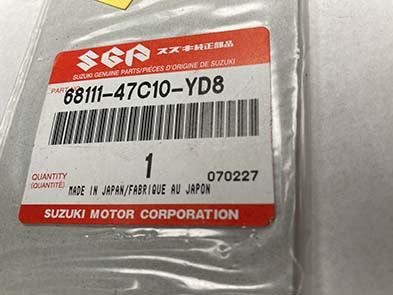 SGP スズキ純正部品
SUZUKI GENUINE PARTS/PIÈCES D'ORIGINE DE SUZUKI
PART No.
68111-47C10-YD8
1
QUANTITY
(QUANTITÉ)
070227
MADE IN JAPAN/FABRIQUE AU JAPON
SUZUKI MOTOR CORPORATION